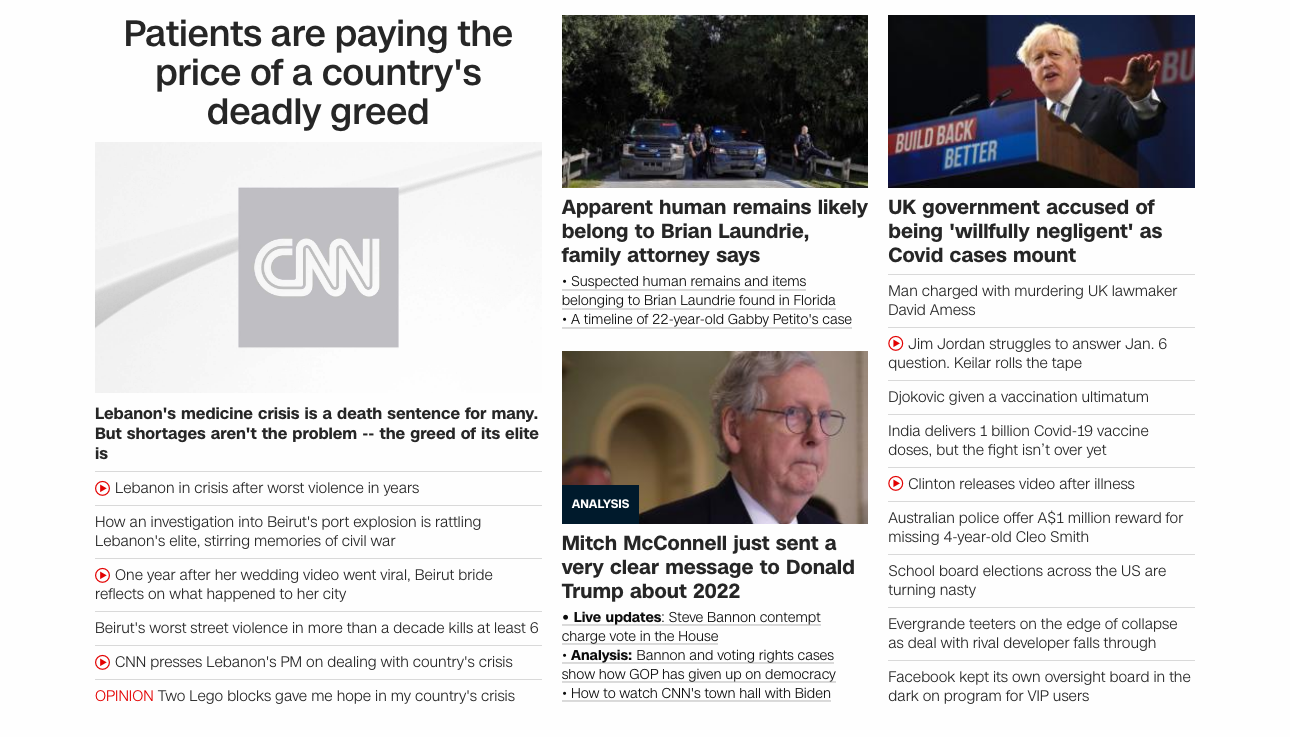 Patients are paying the
price of a country's
deadly greed
CNN
Lebanon's medicine crisis is a death sentence for many.
But shortages aren't the problem -- the greed of its elite
is
Lebanon in crisis after worst violence in years
How an investigation into Beirut's port explosion is rattling
Lebanon's elite, stirring memories of civil war
One year after her wedding video went viral, Beirut bride
reflects on what happened to her city
Beirut's worst street violence in more than a decade kills at least 6
CNN presses Lebanon's PM on dealing with country's crisis
OPINION Two Lego blocks gave me hope in my country's crisis
Apparent human remains likely
belong to Brian Laundrie,
family attorney says
• Suspected human remains and items
belonging to Brian Laundrie found in Florida
• A timeline of 22-year-old Gabby Petito's case
ANALYSIS
Mitch McConnell just sent a
very clear message to Donald
Trump about 2022
• Live updates: Steve Bannon contempt
charge vote in the House
• Analysis: Bannon and voting rights cases
show how GOP has given up on democracy
• How to watch CNN's town hall with Biden
BU
BUILD BACK
BETTER
UK government accused of
being 'willfully negligent' as
Covid cases mount
Man charged with murdering UK lawmaker
David Amess
Jim Jordan struggles to answer Jan. 6
question. Keilar rolls the tape
Djokovic given a vaccination ultimatum
India delivers 1 billion Covid-19 vaccine
doses, but the fight isn't over yet
Clinton releases video after illness
Australian police offer A$1 million reward for
missing 4-year-old Cleo Smith
School board elections across the US are
turning nasty
Evergrande teeters on the edge of collapse
as deal with rival developer falls through
Facebook kept its own oversight board in the
dark on program for VIP users